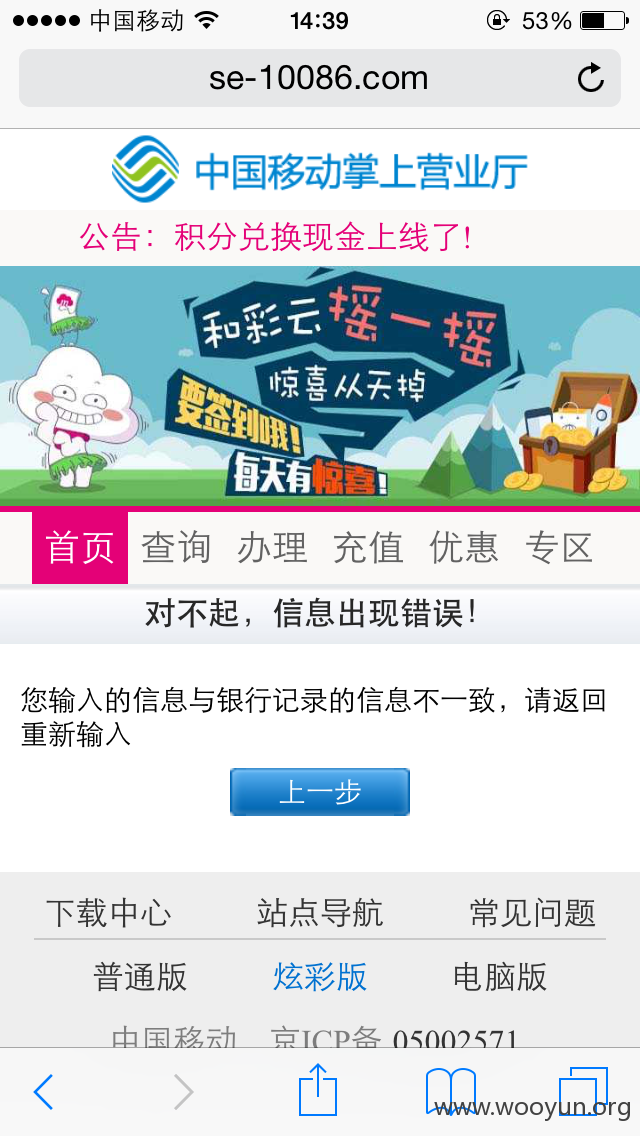 中国移动 14:39 53%
se-10086.com
中国移动掌上营业厅
公告：积分兑换现金上线了!
和彩云摇一摇
惊喜从天掉
要签到哦！
每天有惊喜！
首页 查询 办理 充值 优惠 专区
对不起，信息出现错误！
您输入的信息与银行记录的信息不一致，请返回
重新输入
上一步
下载中心 站点导航 常见问题
普通版 炫彩版 电脑版
中国移动 京ICP备 05002571
www.wooyun.org